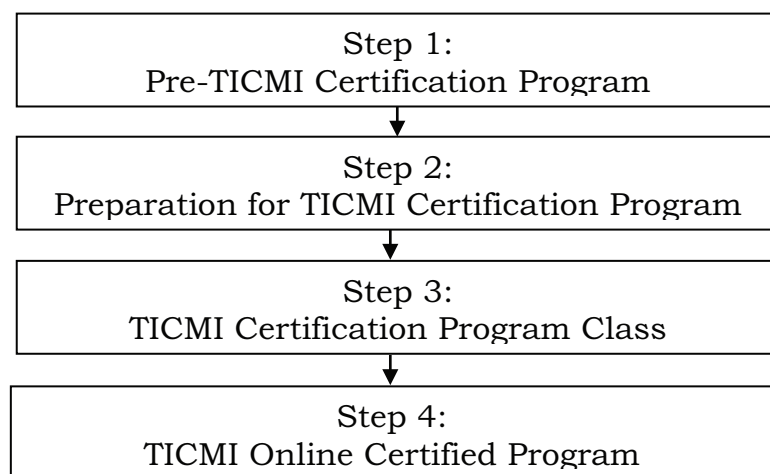 Step 1:
Pre-TICMI Certification Program
Step 2:
Preparation for TICMI Certification Program
Step 3:
TICMI Certification Program Class
Step 4:
TICMI Online Certified Program